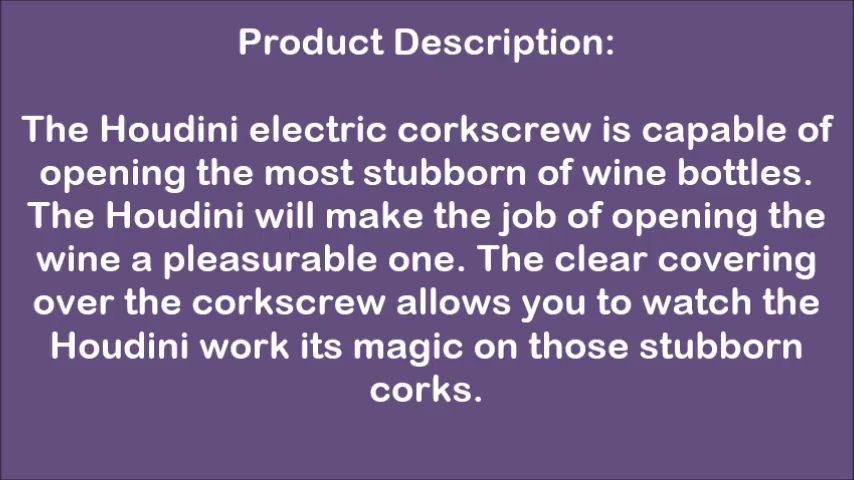 Product Description:
The Houdini electric corkscrew is capable of
opening the most stubborn of wine bottles.
The Houdini will make the job of opening the
wine a pleasurable one. The clear covering
over the corkscrew allows you to watch the
Houdini work its magic on those stubborn
corks.